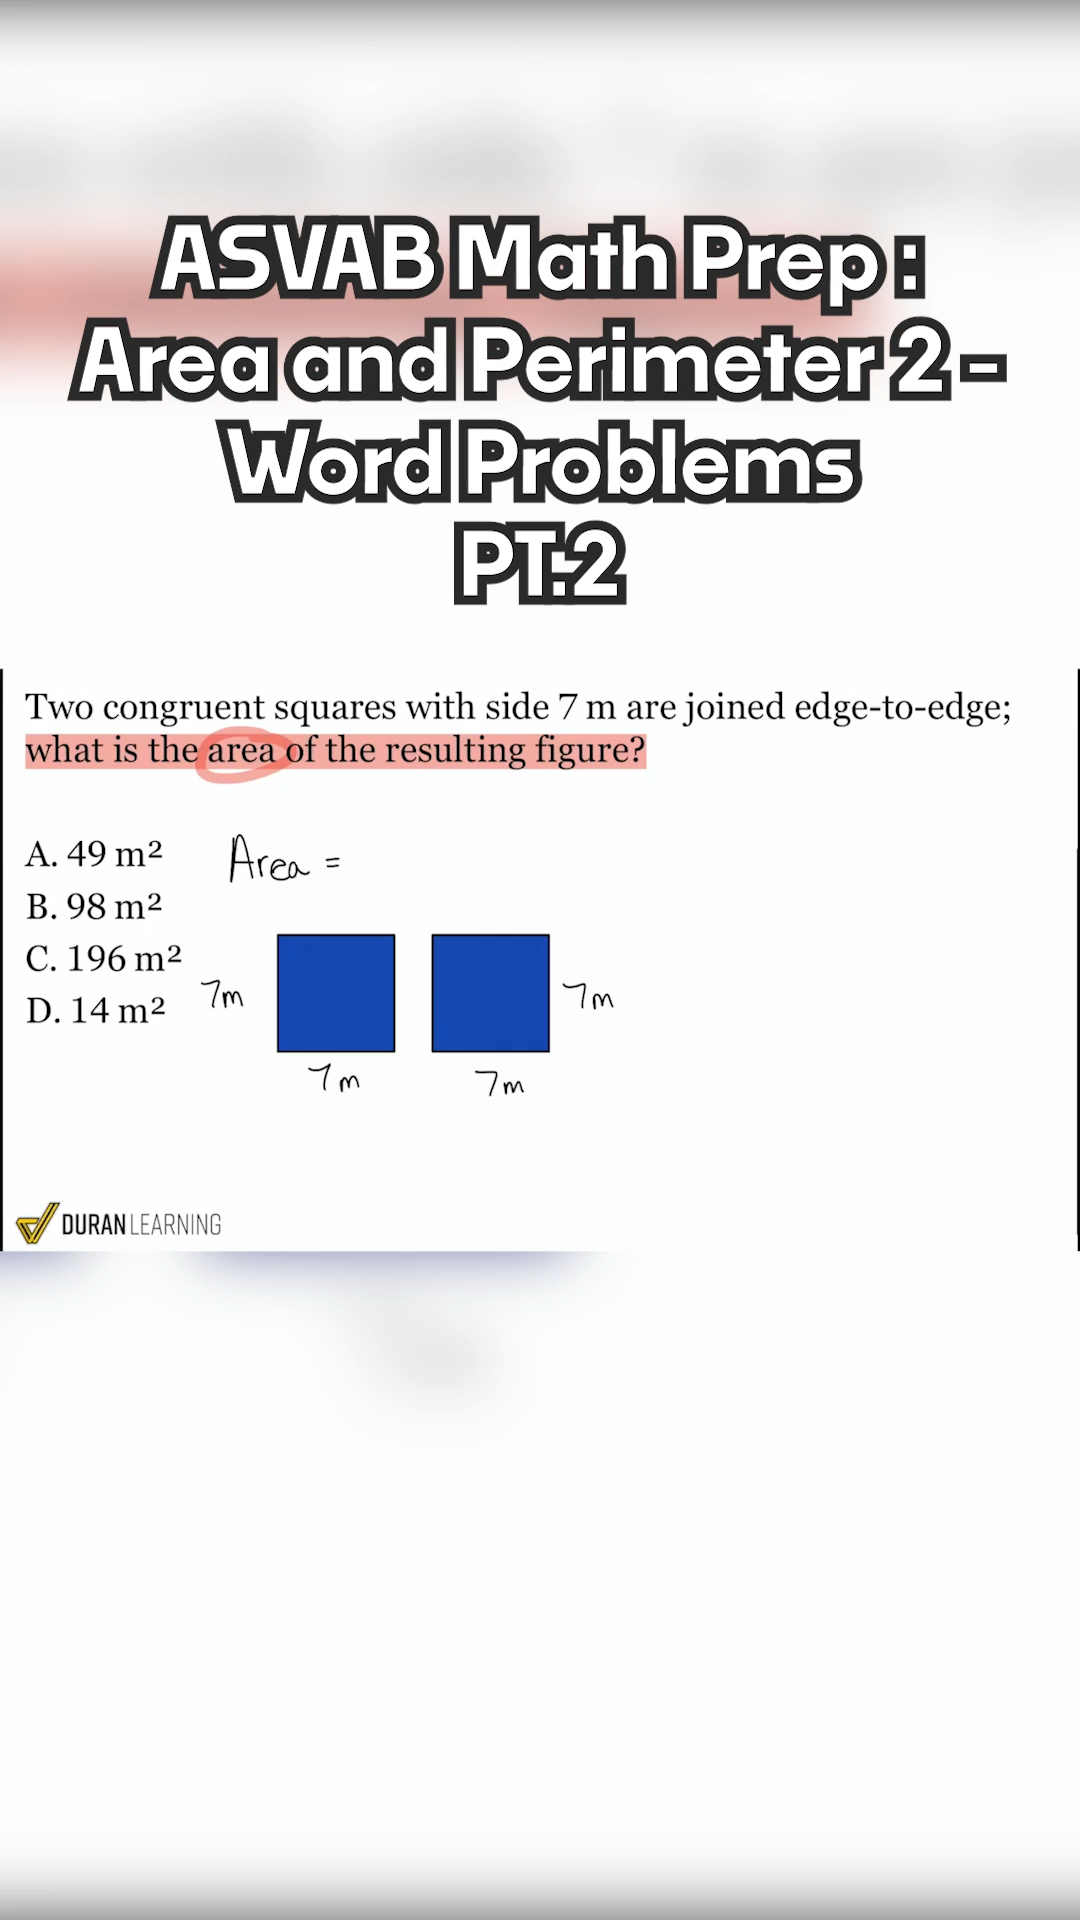 ASVAB Math Prep :
Area and Perimeter 2 -
Word Problems
PT.2
Two congruent squares with side 7 m are joined edge-to-edge;
what is the area of the resulting figure?
A. 49 m²
Area =
B. 98 m²
C. 196 m²
D. 14 m²
7m
7m
7m
7m
DURAN LEARNING